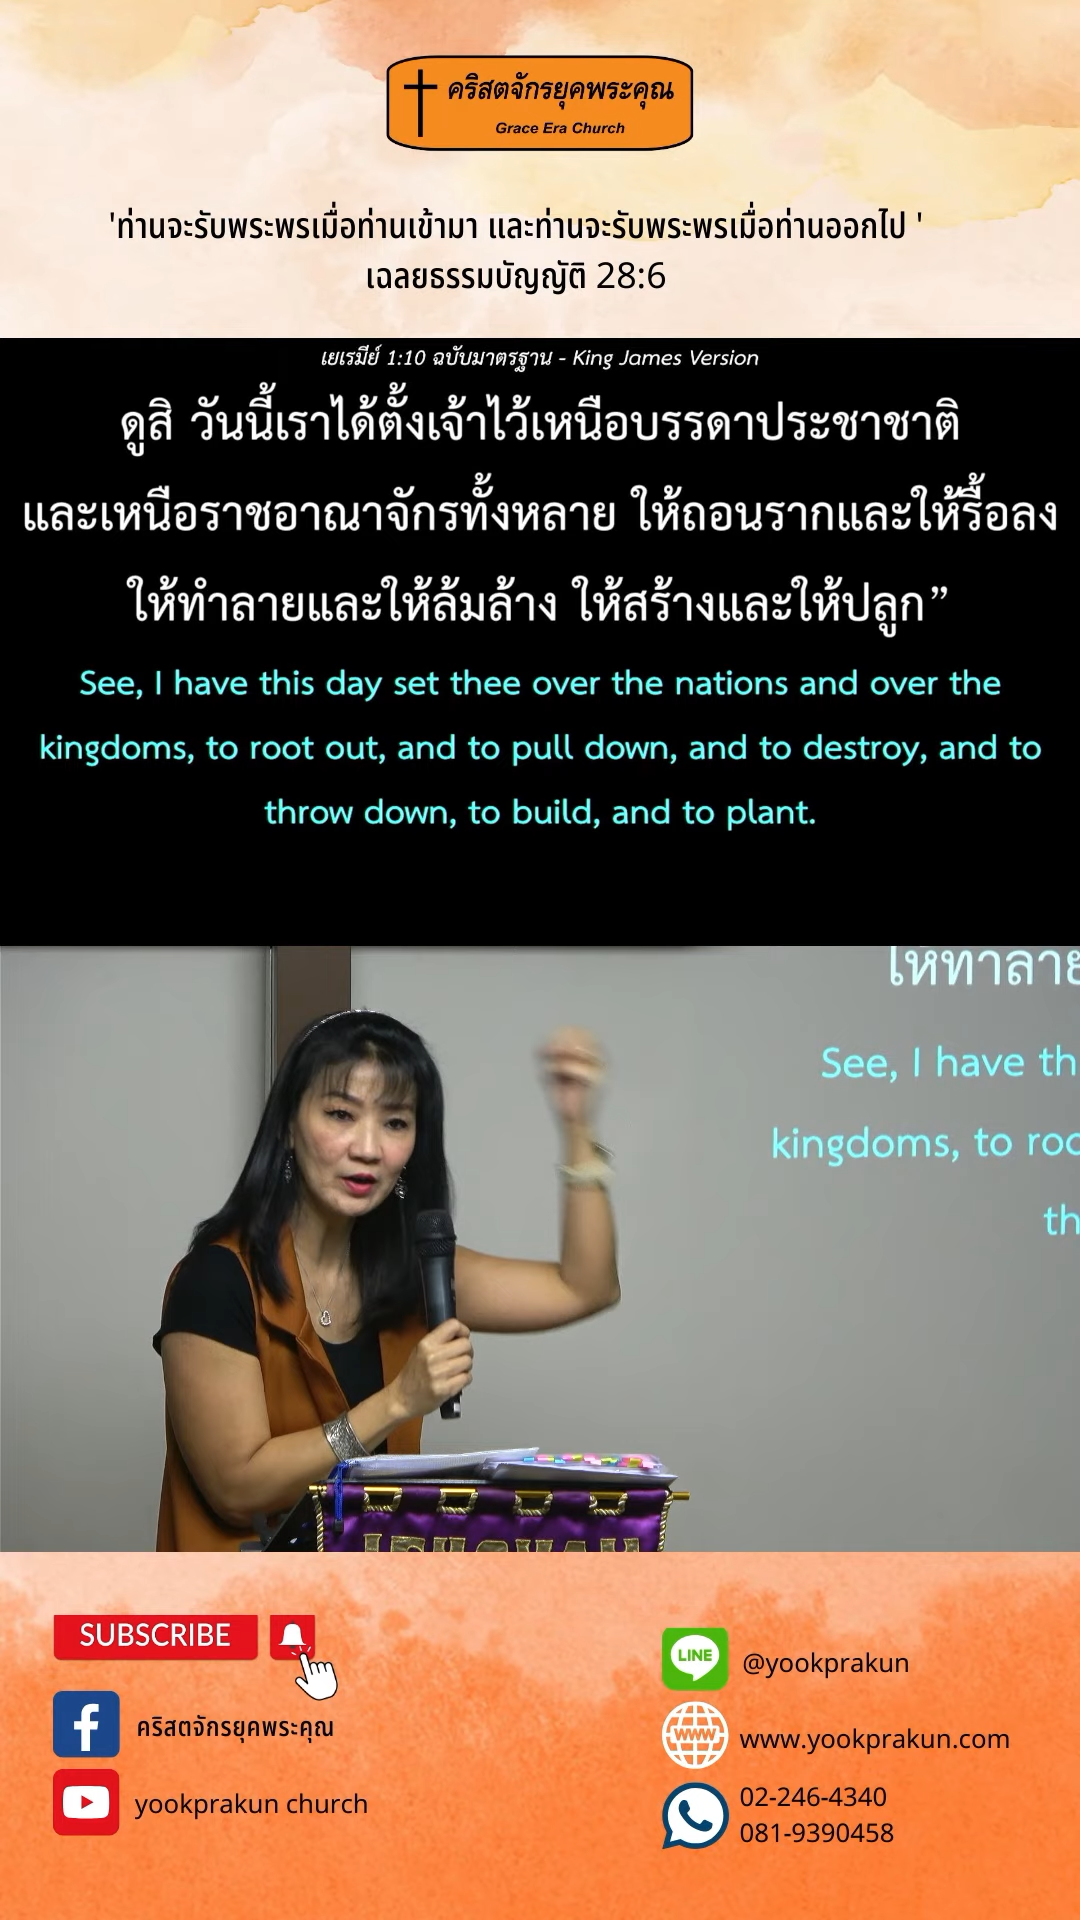 คริสตจักรยุคพระคุณ
Grace Era Church
'ท่านจะรับพระพรเมื่อท่านเข้ามา และท่านจะรับพระพรเมื่อท่านออกไป '
เฉลยธรรมบัญญัติ 28:6
เยเรมีย์ 1:10 ฉบับมาตรฐาน - King James Version
ดูสิ วันนี้เราได้ตั้งเจ้าไว้เหนือบรรดาประชาชาติ
และเหนือราชอาณาจักรทั้งหลาย ให้ถอนรากและให้รื้อลง
ให้ทำลายและให้ล้มล้าง ให้สร้างและให้ปลูก”
See, I have this day set thee over the nations and over the
kingdoms, to root out, and to pull down, and to destroy, and to
throw down, to build, and to plant.
ให้ทำลาย
See, I have th
kingdoms, to roo
th
JEHOVAH
SUBSCRIBE
คริสตจักรยุคพระคุณ
yookprakun church
LINE
@yookprakun
WWW
www.yookprakun.com
02-246-4340
081-9390458